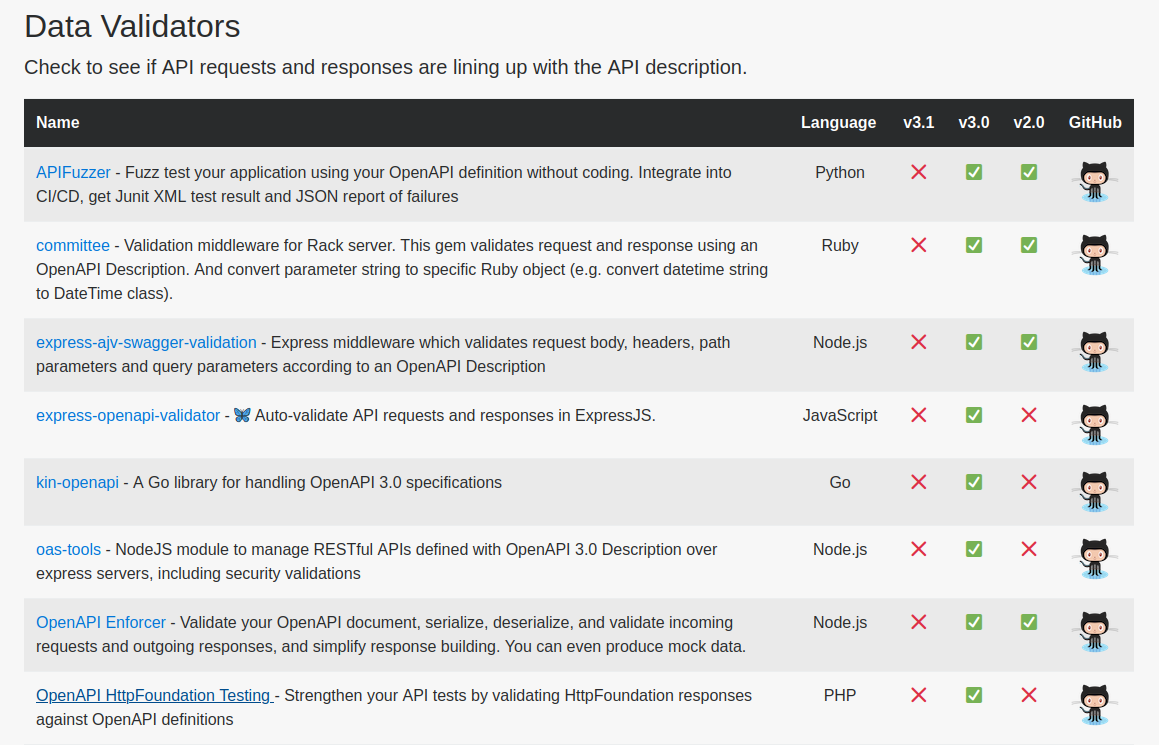 Data Validators
Check to see if API requests and responses are lining up with the API description.
Name Language v3.1 v3.0 v2.0 GitHub
APIFuzzer - Fuzz test your application using your OpenAPI definition without coding. Integrate into Python ❌ ✅ ✅
CI/CD, get Junit XML test result and JSON report of failures
committee - Validation middleware for Rack server. This gem validates request and response using an Ruby ❌ ✅ ✅
OpenAPI Description. And convert parameter string to specific Ruby object (e.g. convert datetime string
to DateTime class).
express-ajv-swagger-validation - Express middleware which validates request body, headers, path Node.js ❌ ✅ ✅
parameters and query parameters according to an OpenAPI Description
express-openapi-validator - 🦋 Auto-validate API requests and responses in ExpressJS. JavaScript ❌ ✅ ❌
kin-openapi - A Go library for handling OpenAPI 3.0 specifications Go ❌ ✅ ❌
oas-tools - NodeJS module to manage RESTful APIs defined with OpenAPI 3.0 Description over Node.js ❌ ✅ ❌
express servers, including security validations
OpenAPI Enforcer - Validate your OpenAPI document, serialize, deserialize, and validate incoming Node.js ❌ ✅ ✅
requests and outgoing responses, and simplify response building. You can even produce mock data.
OpenAPI HttpFoundation Testing - Strengthen your API tests by validating HttpFoundation responses PHP ❌ ✅ ❌
against OpenAPI definitions